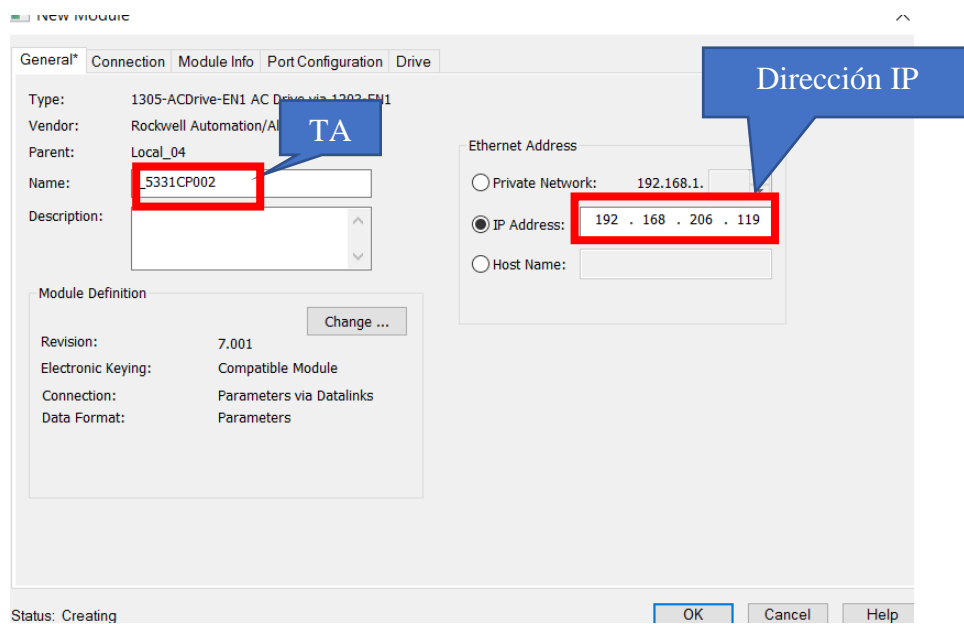 New Module
General* Connection Module Info Port Configuration Drive
Dirección IP
Type: 1305-ACDrive-EN1 AC Drive via 1203-EN1
Vendor: Rockwell Automation/Al
TA
Parent: Local_04
Name: _5331CP002
Description:
Ethernet Address
Private Network: 192.168.1.
IP Address: 192 . 168 . 206 . 119
Host Name:
Module Definition
Change ...
Revision: 7.001
Electronic Keying: Compatible Module
Connection: Parameters via Datalinks
Data Format: Parameters
Status: Creating
OK Cancel Help